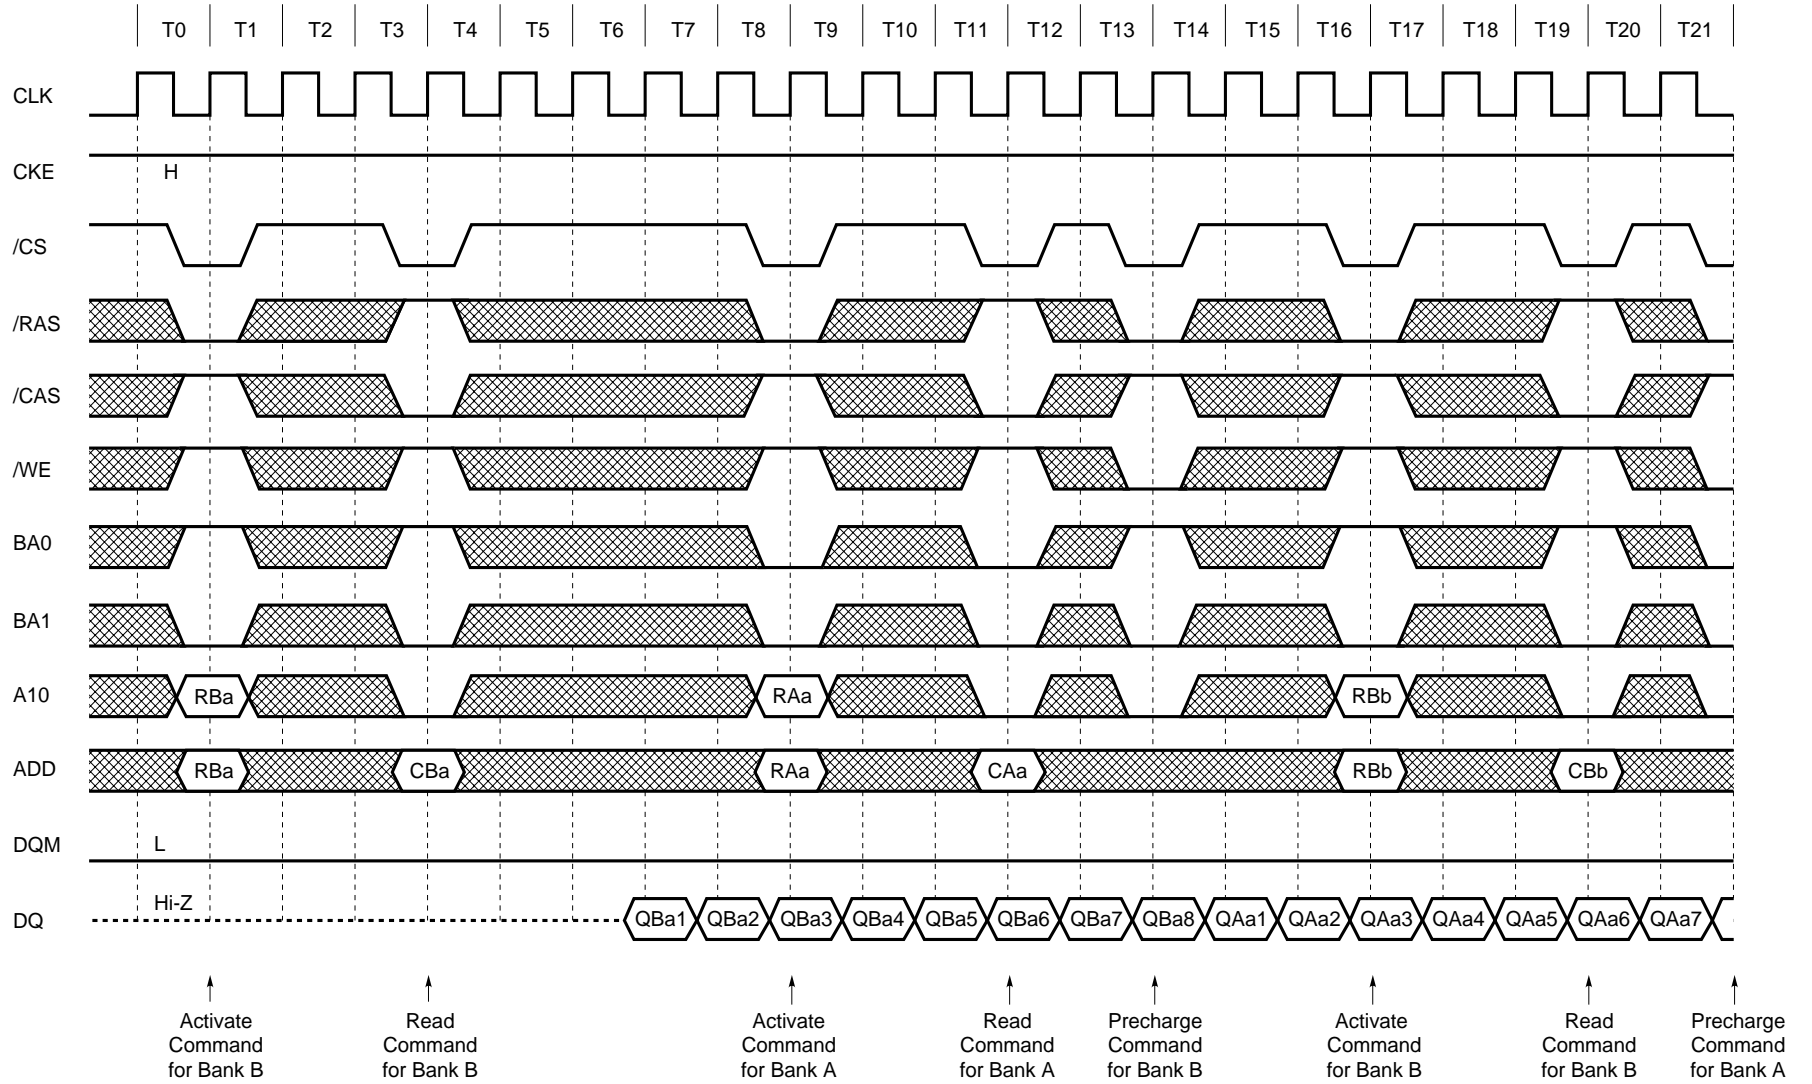 T0 T1 T2 T3 T4 T5 T6 T7 T8 T9 T10 T11 T12 T13 T14 T15 T16 T17 T18 T19 T20 T21
CLK
CKE
H
/CS
/RAS
/CAS
/WE
BA0
BA1
A10 RBa RAa RBb
ADD RBa CBa RAa CAa RBb CBb
DQM
L
Hi-Z
DQ QBa1 QBa2 QBa3 QBa4 QBa5 QBa6 QBa7 QBa8 QAa1 QAa2 QAa3 QAa4 QAa5 QAa6 QAa7
Activate
Command
for Bank B
Read
Command
for Bank B
Activate
Command
for Bank A
Read
Command
for Bank A
Precharge
Command
for Bank B
Activate
Command
for Bank B
Read
Command
for Bank B
Precharge
Command
for Bank A